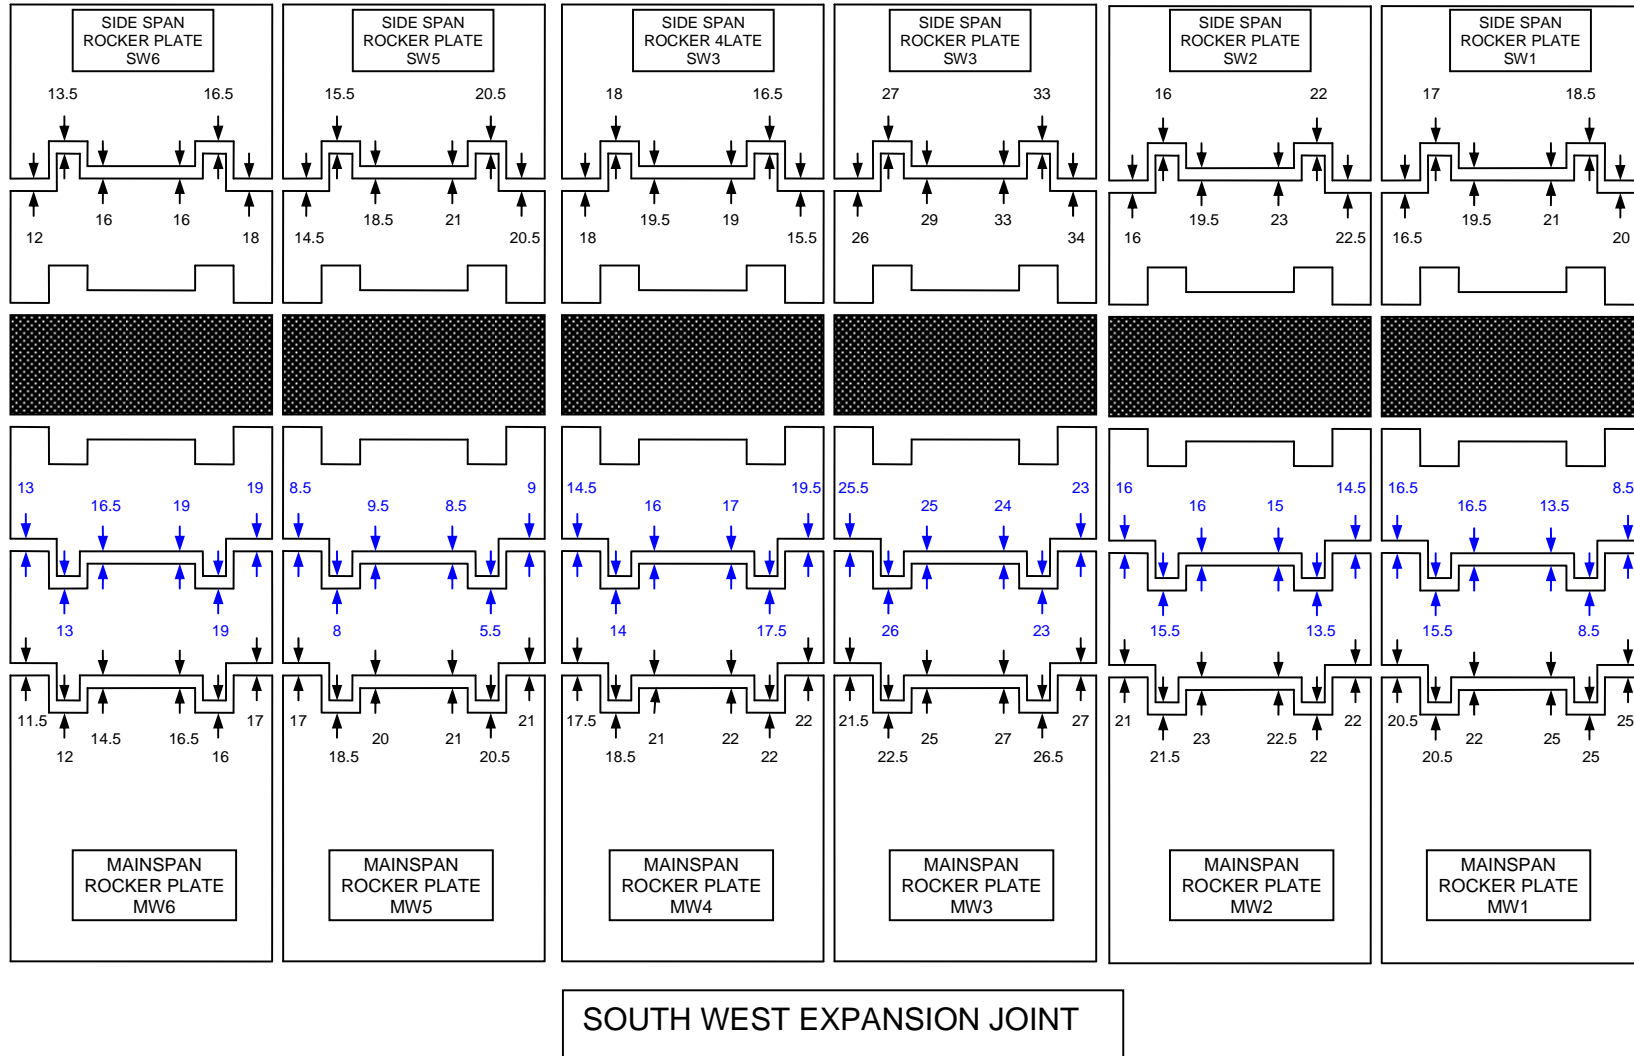 SIDE SPAN
ROCKER PLATE
SW6
SIDE SPAN
ROCKER PLATE
SW5
SIDE SPAN
ROCKER 4LATE
SW3
SIDE SPAN
ROCKER PLATE
SW3
SIDE SPAN
ROCKER PLATE
SW2
SIDE SPAN
ROCKER PLATE
SW1
13.5 16.5 15.5 20.5 18 16.5 27 33 16 22 17 18.5
16 16 18.5 21 19.5 19 29 33 19.5 23 19.5 21
12 18 14.5 20.5 18 15.5 26 34 16 22.5 16.5 20
13 19 8.5 9 14.5 19.5 25.5 23 16 14.5 16.5 8.5
16.5 19 9.5 8.5 16 17 25 24 16 15 16.5 13.5
13 19 8 5.5 14 17.5 26 23 15.5 13.5 15.5 8.5
11.5 17 17 21 17.5 22 21.5 27 21 22 20.5 25
14.5 16.5 20 21 21 22 25 27 23 22.5 22 25
12 16 18.5 20.5 18.5 22 22.5 26.5 21.5 22 20.5 25
MAINSPAN
ROCKER PLATE
MW6
MAINSPAN
ROCKER PLATE
MW5
MAINSPAN
ROCKER PLATE
MW4
MAINSPAN
ROCKER PLATE
MW3
MAINSPAN
ROCKER PLATE
MW2
MAINSPAN
ROCKER PLATE
MW1
SOUTH WEST EXPANSION JOINT